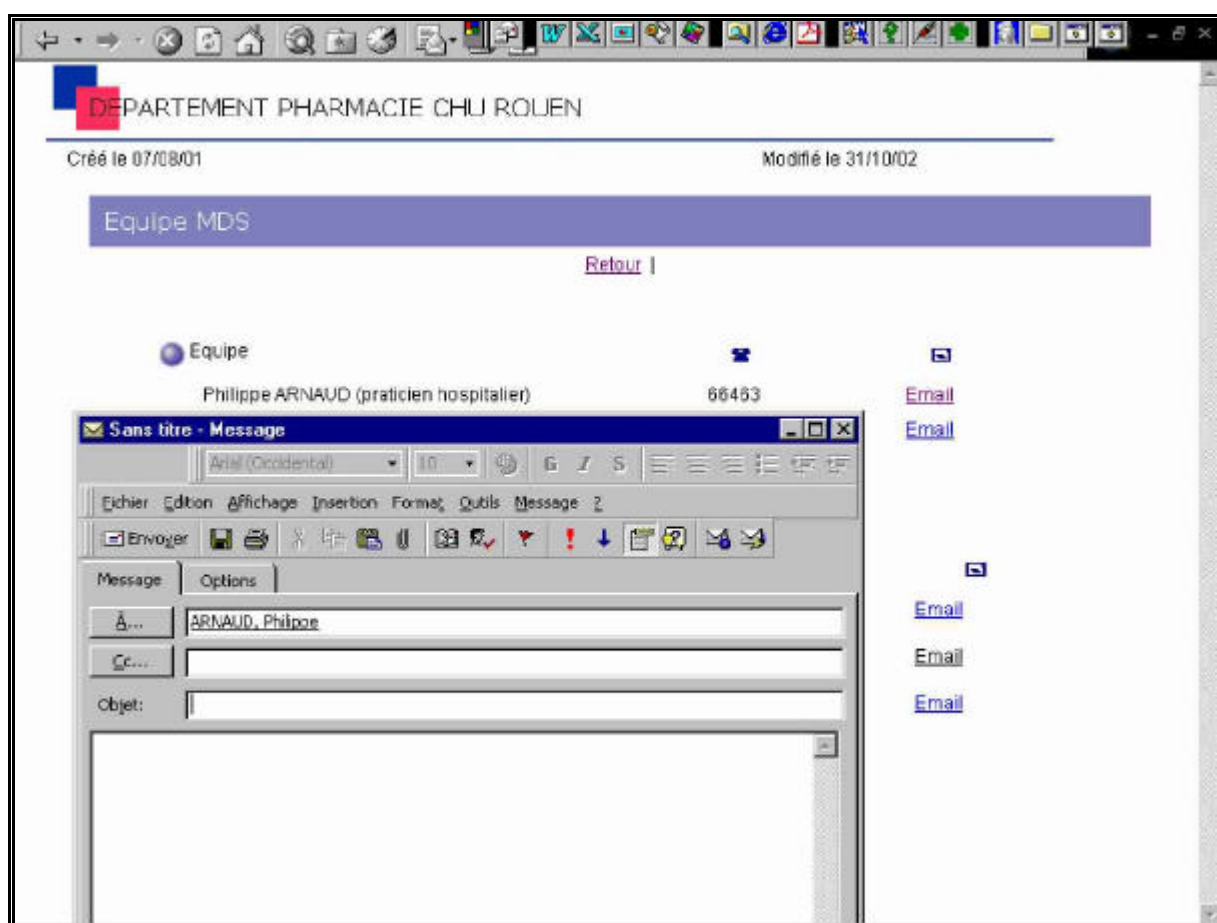 DEPARTEMENT PHARMACIE CHU ROUEN
Créé le 07/08/01 Modifié le 31/10/02
Equipe MDS
Retour |
Equipe
Philippe ARNAUD (praticien hospitalier) 66463 Email
Email
Sans titre - Message
Arial (Occidental) 10 G I S
Fichier Edition Affichage Insertion Format Outils Message ?
Envoyer
Message Options
À... ARNAUD, Philippe
Email
Cc...
Email
Objet:
Email